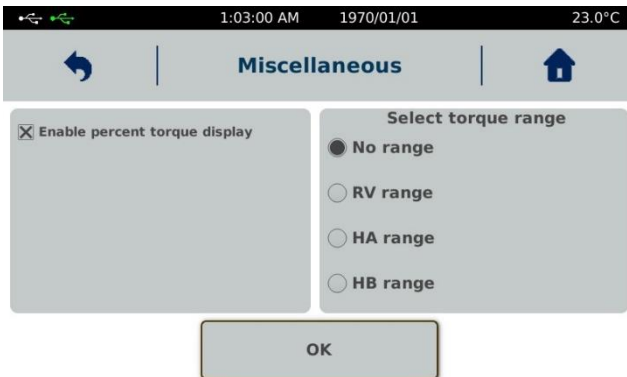 1:03:00 AM 1970/01/01 23.0°C
Miscellaneous
Enable percent torque display
Select torque range
No range
RV range
HA range
HB range
OK